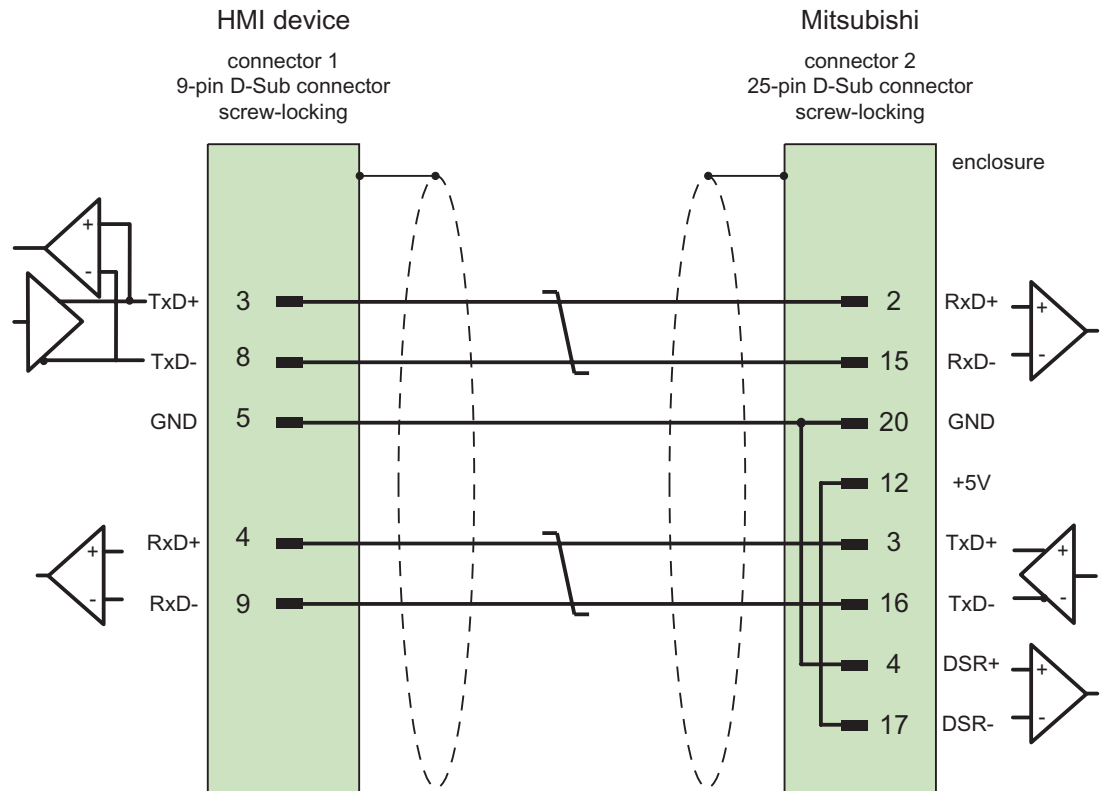 HMI device
connector 1
9-pin D-Sub connector
screw-locking
Mitsubishi
connector 2
25-pin D-Sub connector
screw-locking
enclosure
+
-
TxD+ 3 2 RxD+ +
TxD- 8 15 RxD- -
GND 5 20 GND
12 +5V
+ RxD+ 4 3 TxD+ +
- RxD- 9 16 TxD- -
4 DSR+ +
17 DSR- -